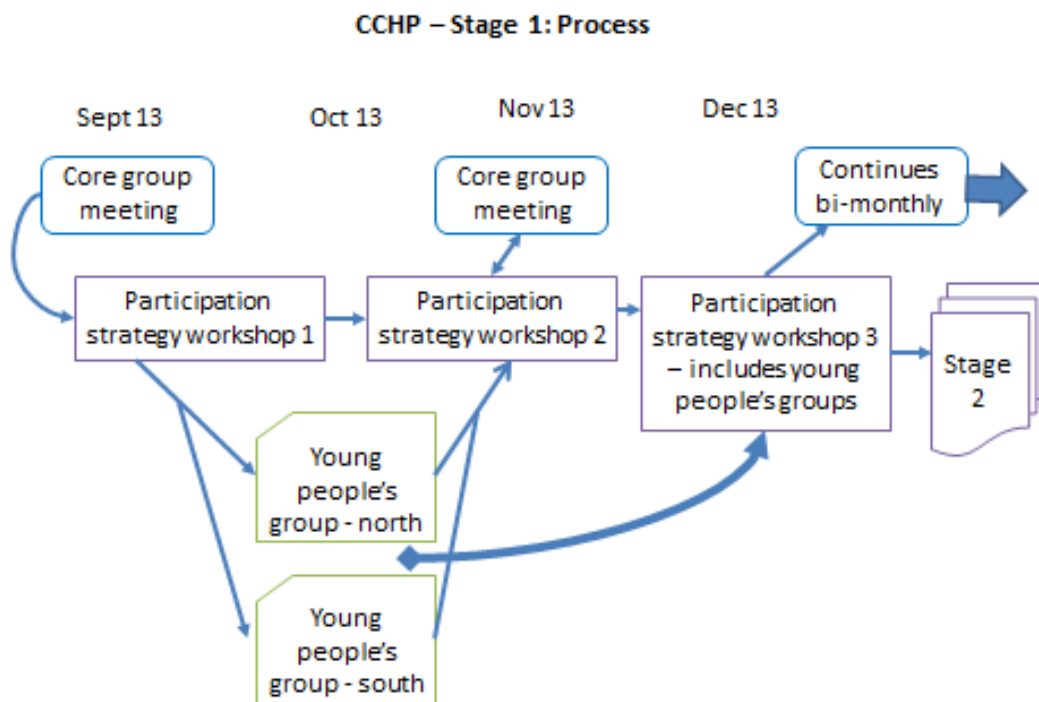 CCHP – Stage 1: Process
Sept 13
Oct 13
Nov 13
Dec 13
Core group
meeting
Core group
meeting
Continues
bi-monthly
Participation
strategy workshop 1
Participation
strategy workshop 2
Participation
strategy workshop 3
– includes young
people's groups
Stage
2
Young
people's
group - north
Young
people's
group - south